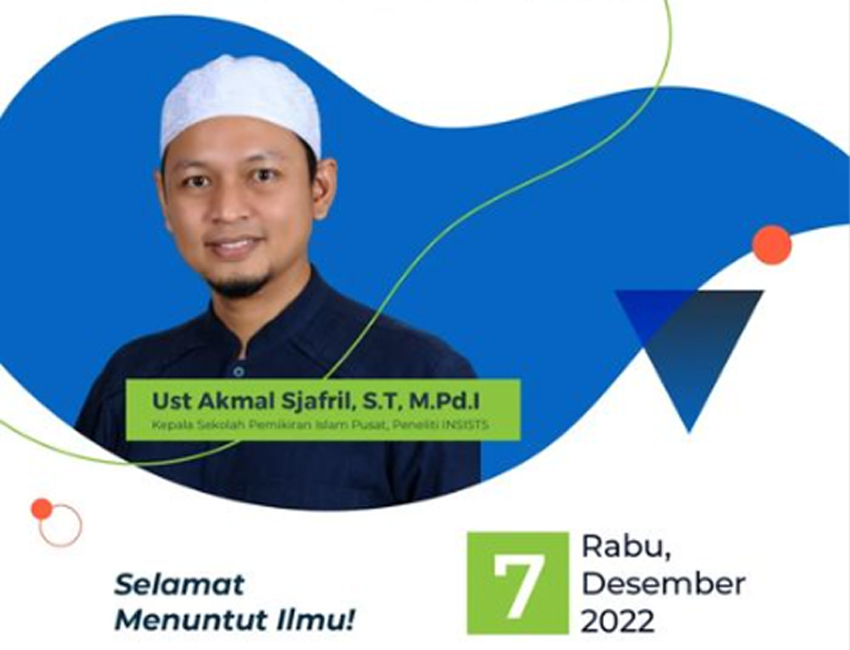 Ust Akmal Sjafril, S.T, M.Pd.I
Kepala Sekolah Pemikiran Islam Pusat, Peneliti INSISTS
Selamat
Menuntut Ilmu!
7
Rabu,
Desember
2022